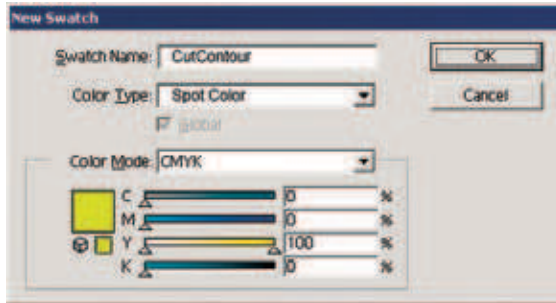 New Swatch
Swatch Name: CutContour
OK
Color Type: Spot Color
Cancel
Global
Color Mode: CMYK
C 0 %
M 0 %
Y 100 %
K 0 %